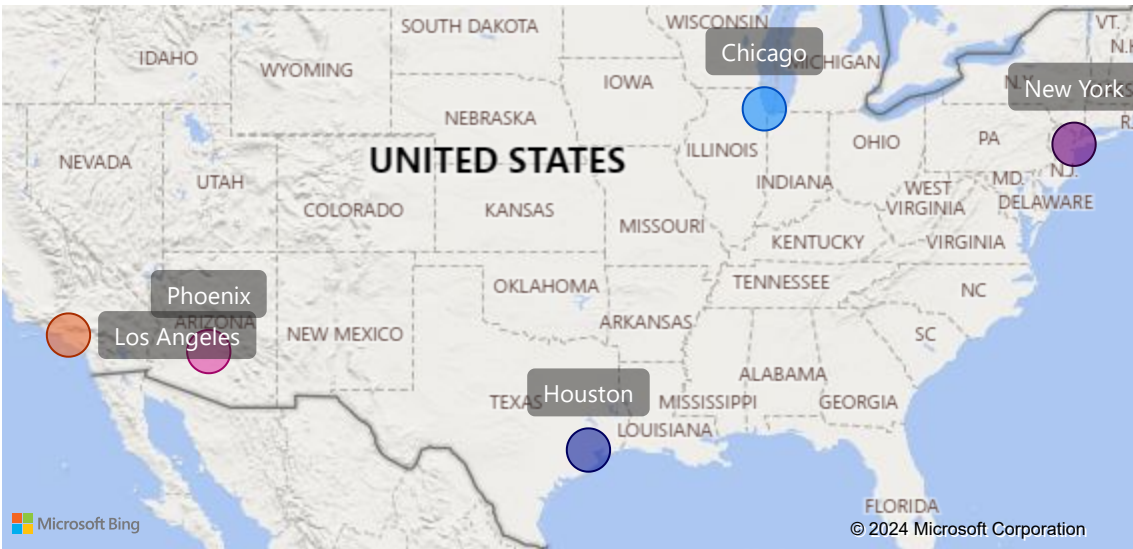 SOUTH DAKOTA
WISCONSIN
VT.
IDAHO
WYOMING
Chicago
MICHIGAN
IOWA
N.Y.
New York
NEBRASKA
NEVADA
UNITED STATES
ILLINOIS
OHIO
PA
UTAH
INDIANA
MD.
N.J.
COLORADO
KANSAS
WEST
VIRGINIA
DELAWARE
MISSOURI
KENTUCKY
VIRGINIA
Phoenix
OKLAHOMA
TENNESSEE
NC
ARIZONA
Los Angeles
NEW MEXICO
ARKANSAS
SC
ALABAMA
Houston
TEXAS
MISSISSIPPI
GEORGIA
LOUISIANA
FLORIDA
Microsoft Bing
© 2024 Microsoft Corporation